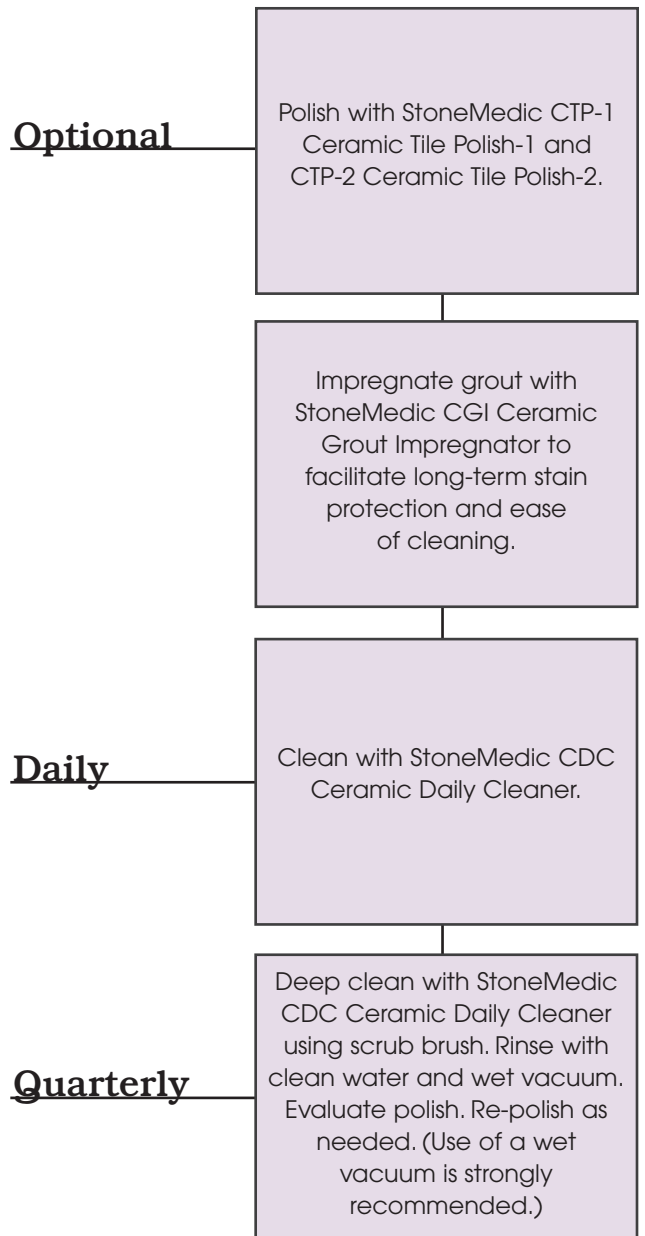 Optional
Polish with StoneMedic CTP-1
Ceramic Tile Polish-1 and
CTP-2 Ceramic Tile Polish-2.
Impregnate grout with
StoneMedic CGI Ceramic
Grout Impregnator to
facilitate long-term stain
protection and ease
of cleaning.
Daily
Clean with StoneMedic CDC
Ceramic Daily Cleaner.
Quarterly
Deep clean with StoneMedic
CDC Ceramic Daily Cleaner
using scrub brush. Rinse with
clean water and wet vacuum.
Evaluate polish. Re-polish as
needed. (Use of a wet
vacuum is strongly
recommended.)